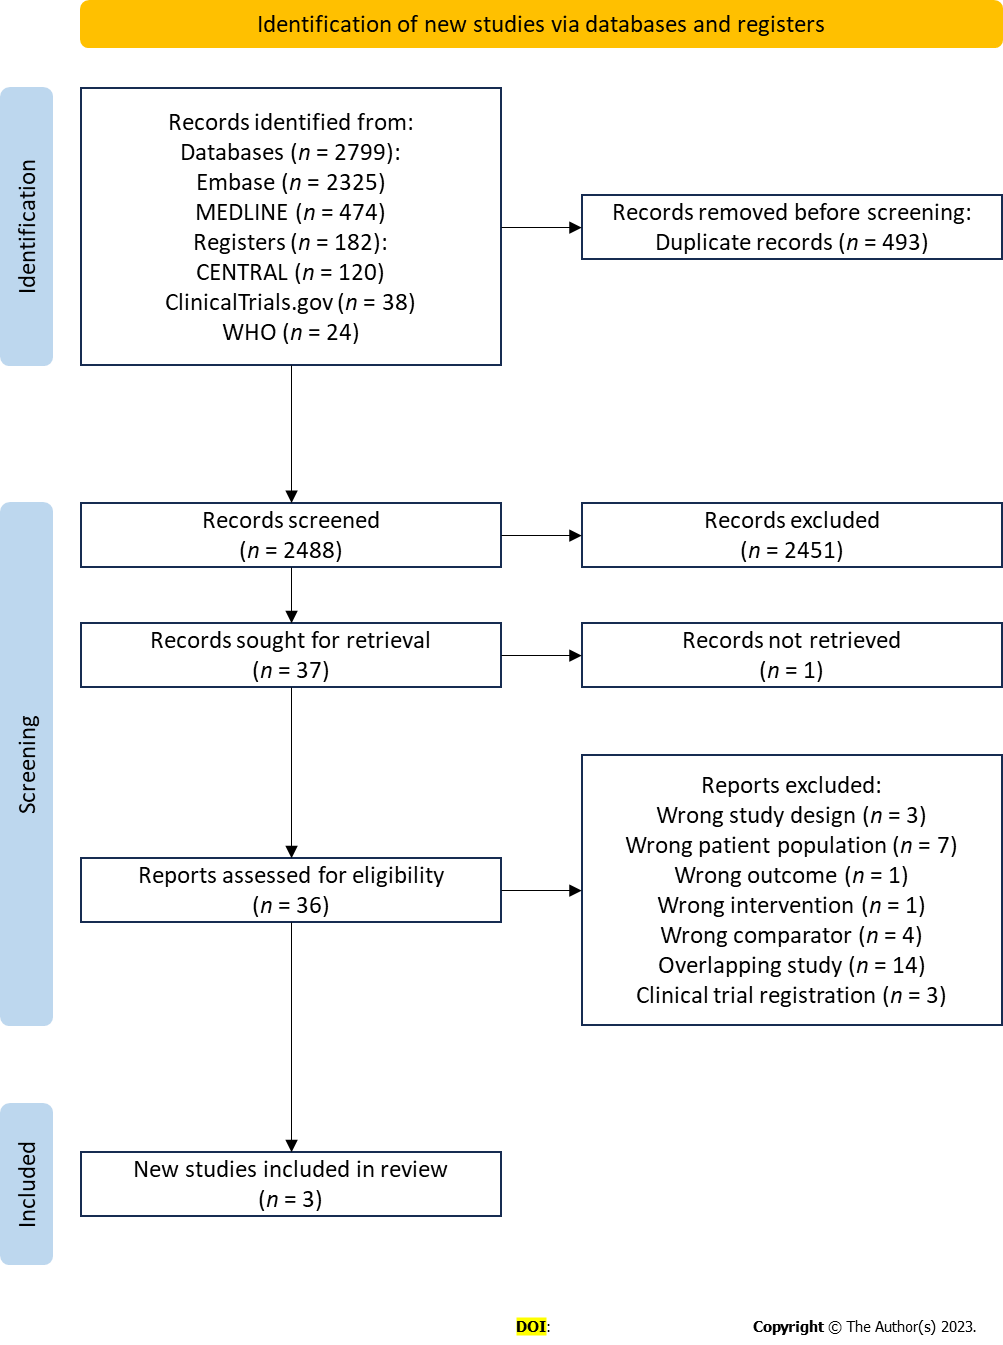 Identification of new studies via databases and registers
Identification
Records identified from:
Databases (n = 2799):
Embase (n = 2325)
MEDLINE (n = 474)
Registers (n = 182):
CENTRAL (n = 120)
ClinicalTrials.gov (n = 38)
WHO (n = 24)
Records removed before screening:
Duplicate records (n = 493)
Screening
Records screened
(n = 2488)
Records excluded
(n = 2451)
Records sought for retrieval
(n = 37)
Records not retrieved
(n = 1)
Reports assessed for eligibility
(n = 36)
Reports excluded:
Wrong study design (n = 3)
Wrong patient population (n = 7)
Wrong outcome (n = 1)
Wrong intervention (n = 1)
Wrong comparator (n = 4)
Overlapping study (n = 14)
Clinical trial registration (n = 3)
Included
New studies included in review
(n = 3)
DOI: Copyright © The Author(s) 2023.